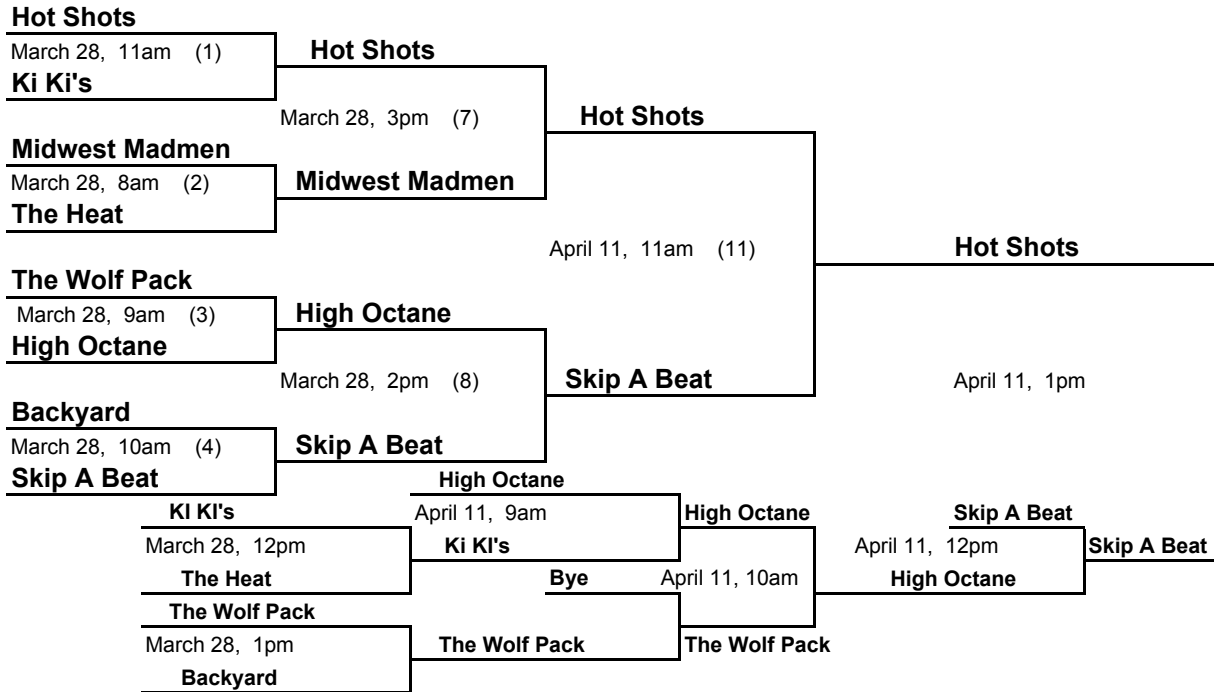 Hot Shots
March 28, 11am (1)
Hot Shots
Ki Ki's
March 28, 3pm (7)
Hot Shots
Midwest Madmen
March 28, 8am (2)
Midwest Madmen
The Heat
April 11, 11am (11)
Hot Shots
The Wolf Pack
March 28, 9am (3)
High Octane
High Octane
March 28, 2pm (8)
Skip A Beat
April 11, 1pm
Backyard
March 28, 10am (4)
Skip A Beat
Skip A Beat
High Octane
KI KI's
April 11, 9am
High Octane
Skip A Beat
March 28, 12pm
Ki KI's
April 11, 12pm
Skip A Beat
The Heat
Bye
April 11, 10am
High Octane
The Wolf Pack
March 28, 1pm
The Wolf Pack
The Wolf Pack
Backyard